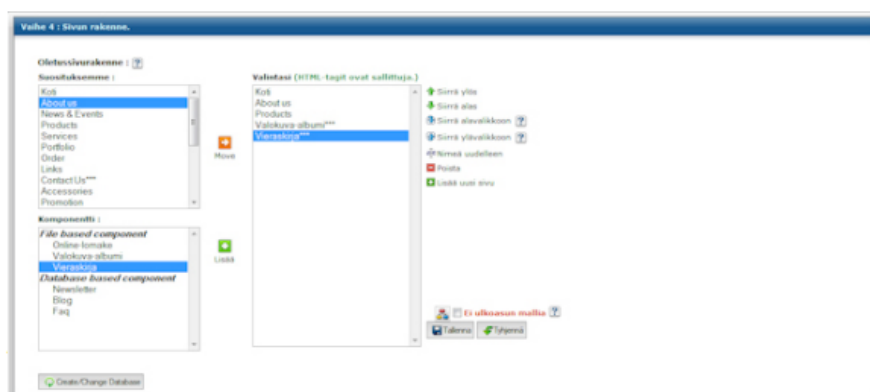 Vaihe 4 : Sivun rakenne.
Oletussivurakenne : ?
Suosituksemme :
Koti
About us
News & Events
Products
Services
Portfolio
Order
Links
Contact Us***
Accessories
Promotion
Move
Valintasi (HTML-tagit ovat sallittuja.)
Koti
About us
Products
Valokuva-albumi***
Vieraskirja***
Siirrä ylös
Siirrä alas
Siirrä alavalikkoon ?
Siirrä ylävalikkoon ?
Nimeä uudelleen
Poista
Lisää uusi sivu
Komponentti :
File based component
Online-lomake
Valokuva-albumi
Vieraskirja
Database based component
Newsletter
Blog
Faq
Lisää
Ei ulkoasun mallia ?
Tallenna Tyhjennä
Create/Change Database